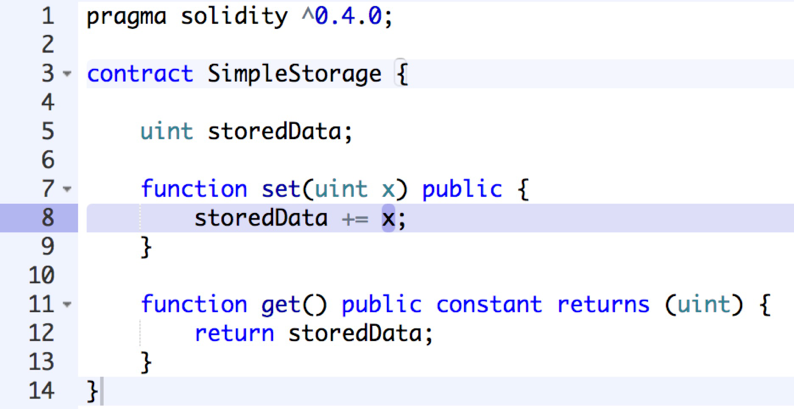 1 pragma solidity ^0.4.0;
2
3 contract SimpleStorage {
4
5     uint storedData;
6
7     function set(uint x) public {
8         storedData += x;
9     }
10
11     function get() public constant returns (uint) {
12         return storedData;
13     }
14 }